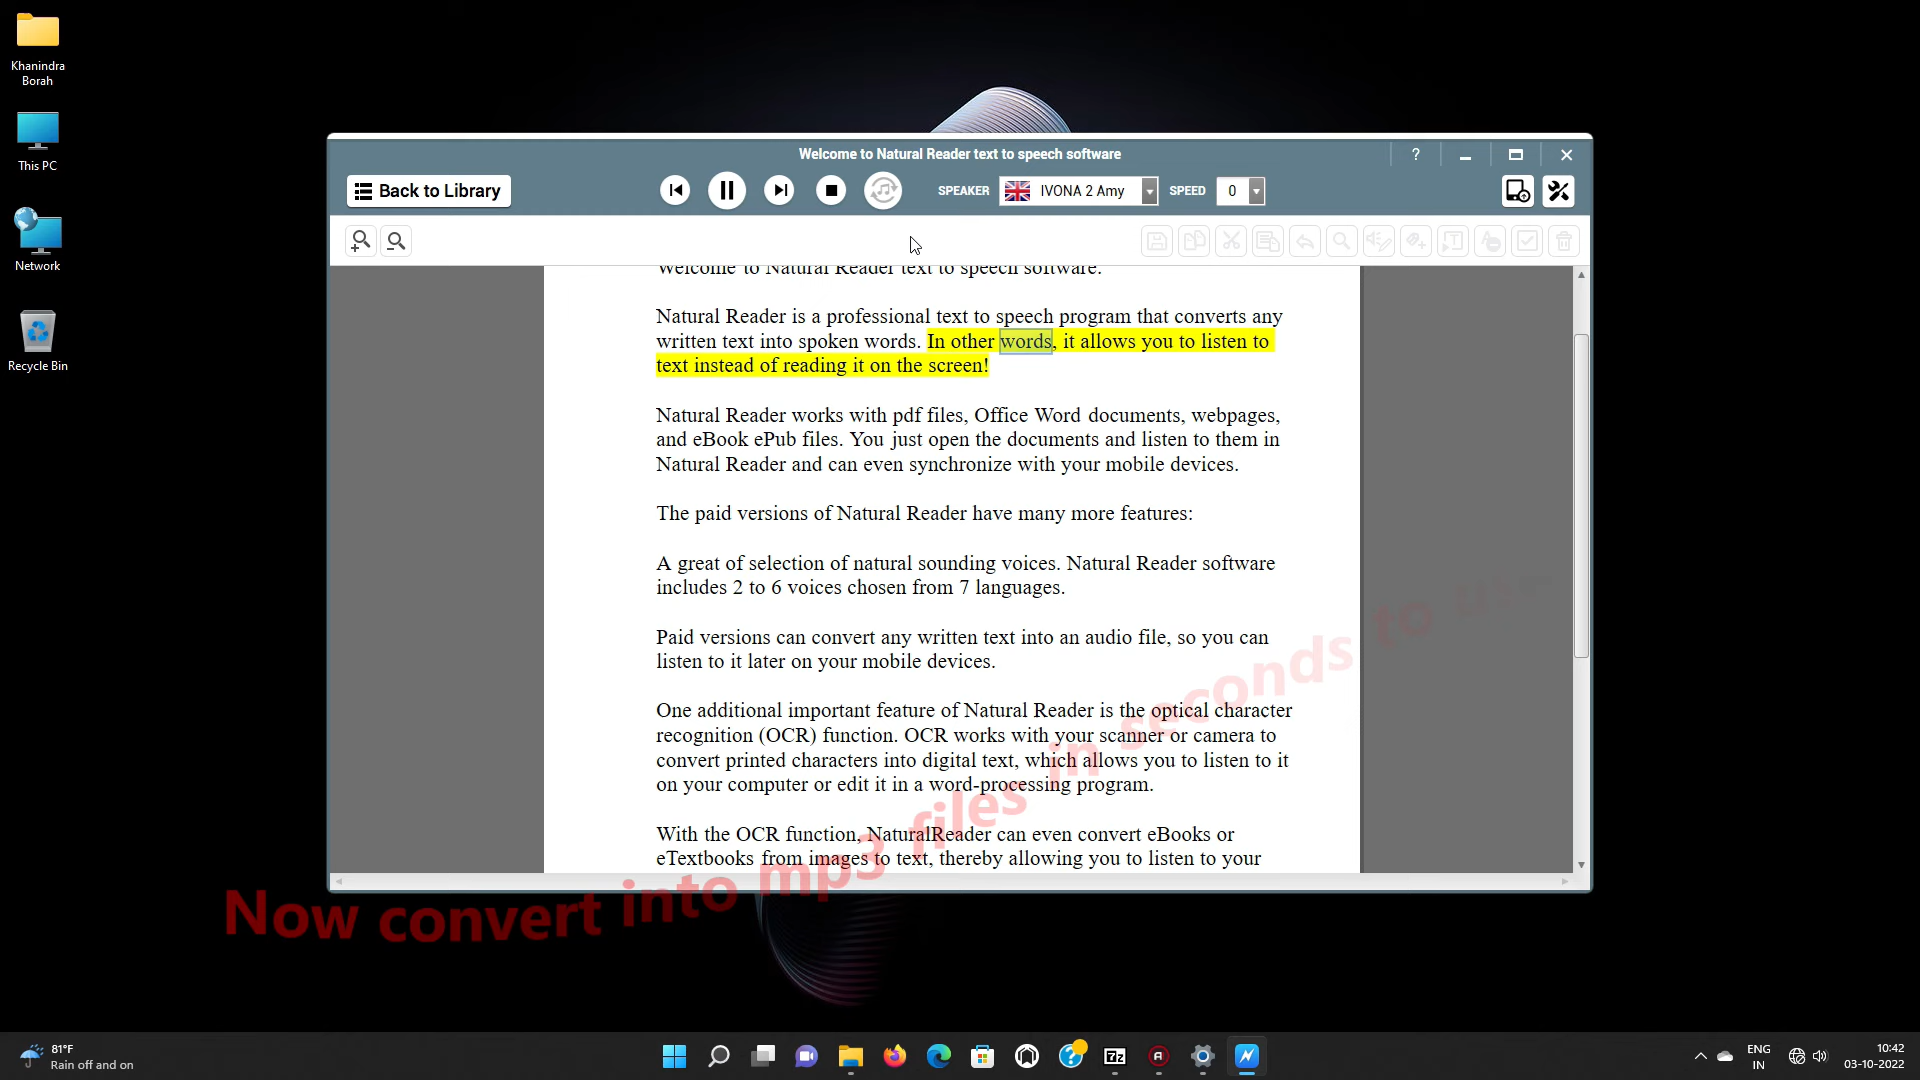 Khanindra
Borah
This PC
Network
Recycle Bin
Welcome to Natural Reader text to speech software
?
Back to Library
SPEAKER
IVONA 2 Amy
SPEED
0
Welcome to Natural Reader text to speech software.
Natural Reader is a professional text to speech program that converts any
written text into spoken words. In other words, it allows you to listen to
text instead of reading it on the screen!
Natural Reader works with pdf files, Office Word documents, webpages,
and eBook ePub files. You just open the documents and listen to them in
Natural Reader and can even synchronize with your mobile devices.
The paid versions of Natural Reader have many more features:
A great of selection of natural sounding voices. Natural Reader software
includes 2 to 6 voices chosen from 7 languages.
Paid versions can convert any written text into an audio file, so you can
listen to it later on your mobile devices.
One additional important feature of Natural Reader is the optical character
recognition (OCR) function. OCR works with your scanner or camera to
convert printed characters into digital text, which allows you to listen to it
on your computer or edit it in a word-processing program.
With the OCR function, NaturalReader can even convert eBooks or
eTextbooks from images to text, thereby allowing you to listen to your
Now convert into mp3 files in seconds to
81°F
Rain off and on
7z
ENG
IN
10:42
03-10-2022